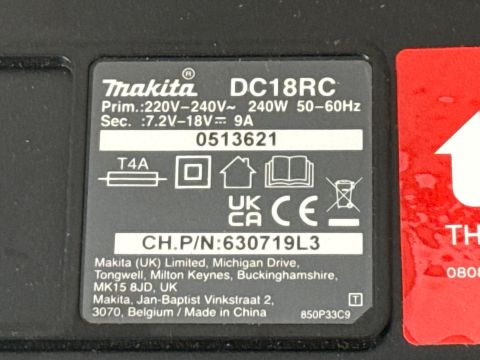 makita® DC18RC
Prim.:220V-240V~ 240W 50-60Hz
Sec. :7.2V-18V⎓ 9A
0513621
T4A
UK
CA CE
CH.P/N:630719L3
Makita (UK) Limited, Michigan Drive,
Tongwell, Milton Keynes, Buckinghamshire,
MK15 8JD, UK
Makita, Jan-Baptist Vinkstraat 2,
3070, Belgium / Made in China
T
850P33C9
TH
080